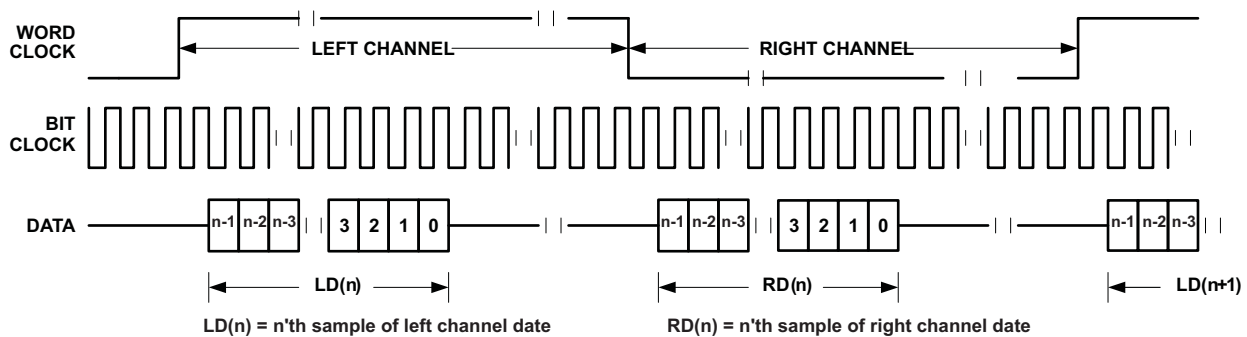 WORD CLOCK
LEFT CHANNEL RIGHT CHANNEL
BIT CLOCK
DATA
n-1 n-2 n-3 3 2 1 0 n-1 n-2 n-3 3 2 1 0 n-1 n-2 n-3
LD(n) RD(n) LD(n+1)
LD(n) = n'th sample of left channel date RD(n) = n'th sample of right channel date